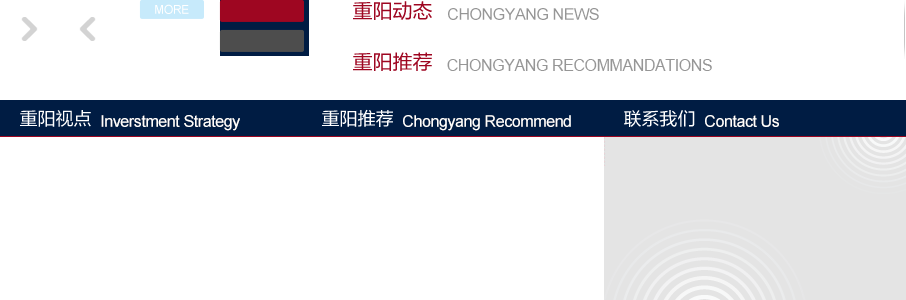 MORE
重阳动态 CHONGYANG NEWS
重阳推荐 CHONGYANG RECOMMANDATIONS
重阳视点 Inverstment Strategy
重阳推荐 Chongyang Recommend
联系我们 Contact Us